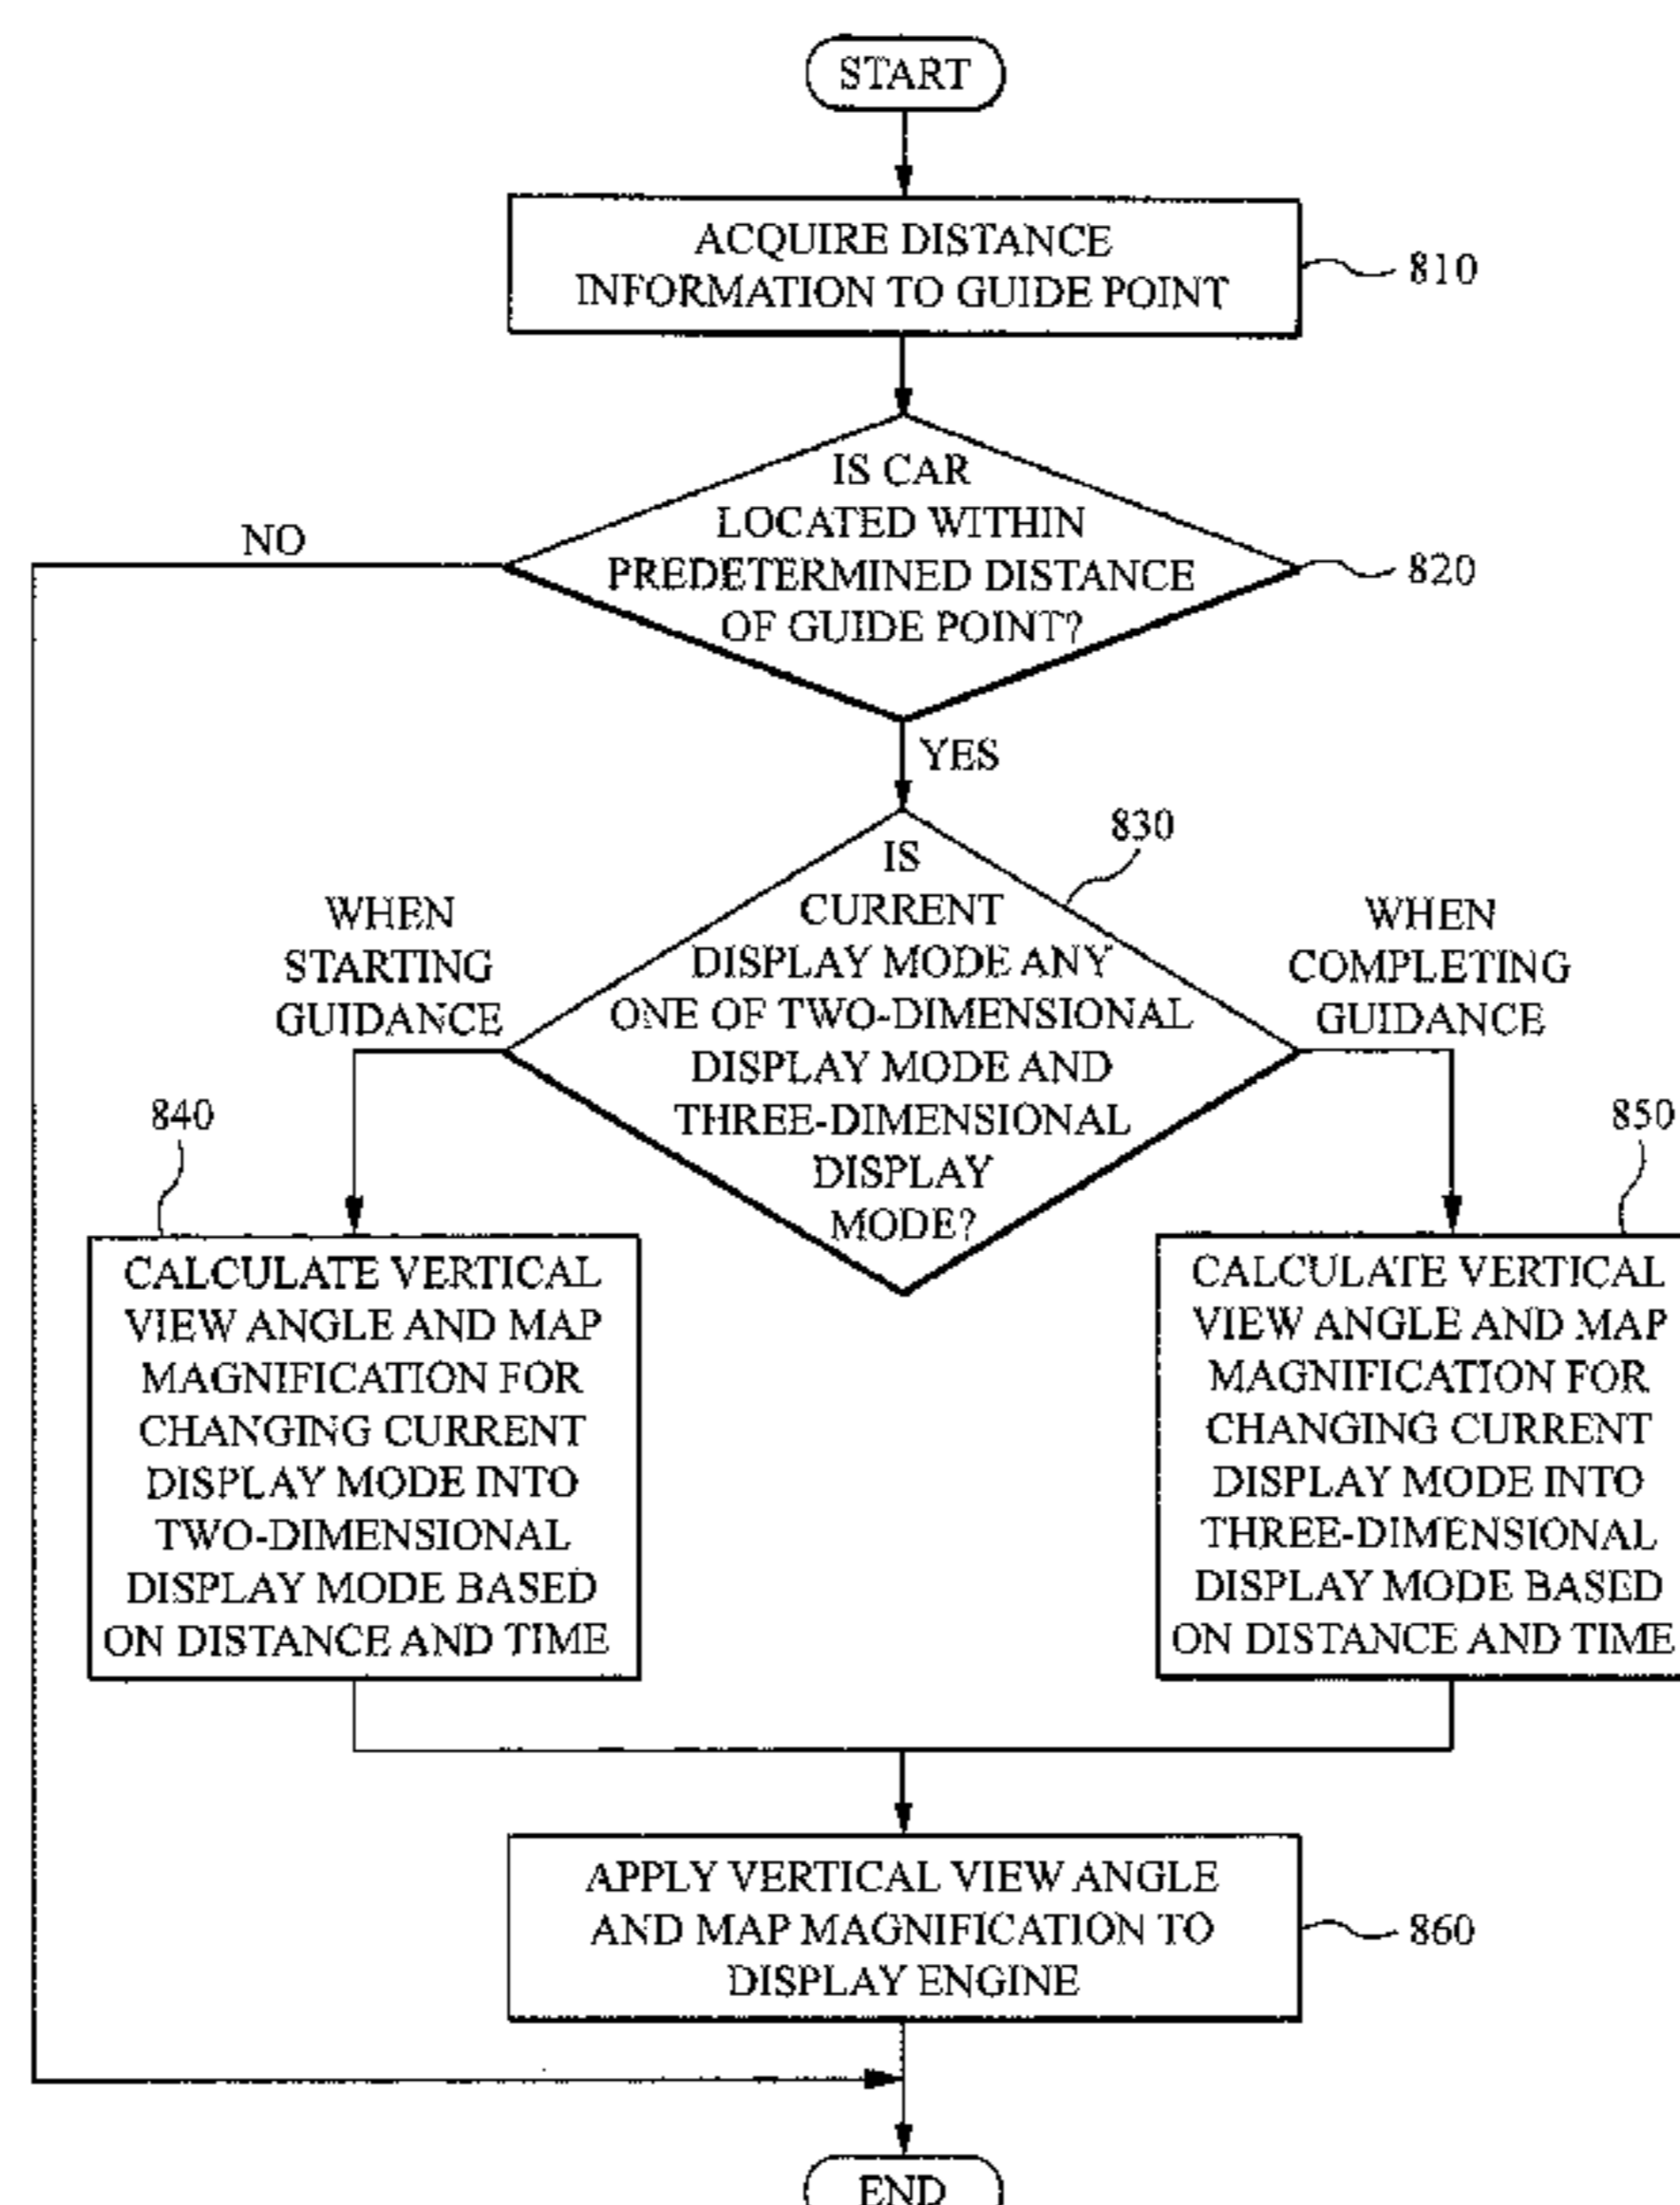 START
ACQUIRE DISTANCE
INFORMATION TO GUIDE POINT
810
IS CAR
LOCATED WITHIN
PREDETERMINED DISTANCE
OF GUIDE POINT?
820
NO
YES
830
IS
CURRENT
DISPLAY MODE ANY
ONE OF TWO-DIMENSIONAL
DISPLAY MODE AND
THREE-DIMENSIONAL
DISPLAY
MODE?
WHEN
STARTING
GUIDANCE
WHEN
COMPLETING
GUIDANCE
840
CALCULATE VERTICAL
VIEW ANGLE AND MAP
MAGNIFICATION FOR
CHANGING CURRENT
DISPLAY MODE INTO
TWO-DIMENSIONAL
DISPLAY MODE BASED
ON DISTANCE AND TIME
850
CALCULATE VERTICAL
VIEW ANGLE AND MAP
MAGNIFICATION FOR
CHANGING CURRENT
DISPLAY MODE INTO
THREE-DIMENSIONAL
DISPLAY MODE BASED
ON DISTANCE AND TIME
APPLY VERTICAL VIEW ANGLE
AND MAP MAGNIFICATION TO
DISPLAY ENGINE
860
END